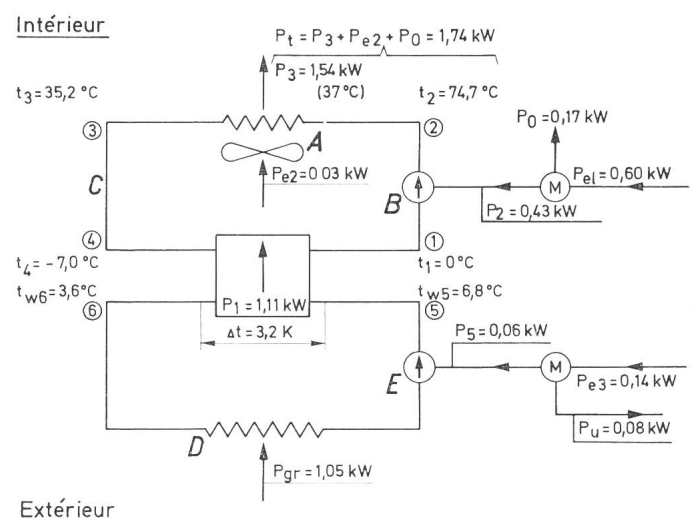 Intérieur
P_t = P_3 + P_e2 + P_0 = 1,74 kW
P_3 = 1,54 kW
(37 °C)
t_3 = 35,2 °C
t_2 = 74,7 °C
3
2
P_0 = 0,17 kW
A
P_e2 = 0 03 kW
C
B
M
P_el = 0,60 kW
P_2 = 0,43 kW
4
1
t_4 = -7,0 °C
t_1 = 0 °C
t_w6 = 3,6 °C
t_w5 = 6,8 °C
6
5
P_1 = 1,11 kW
Δt = 3,2 K
P_5 = 0,06 kW
E
M
P_e3 = 0,14 kW
P_u = 0,08 kW
D
P_gr = 1,05 kW
Extérieur